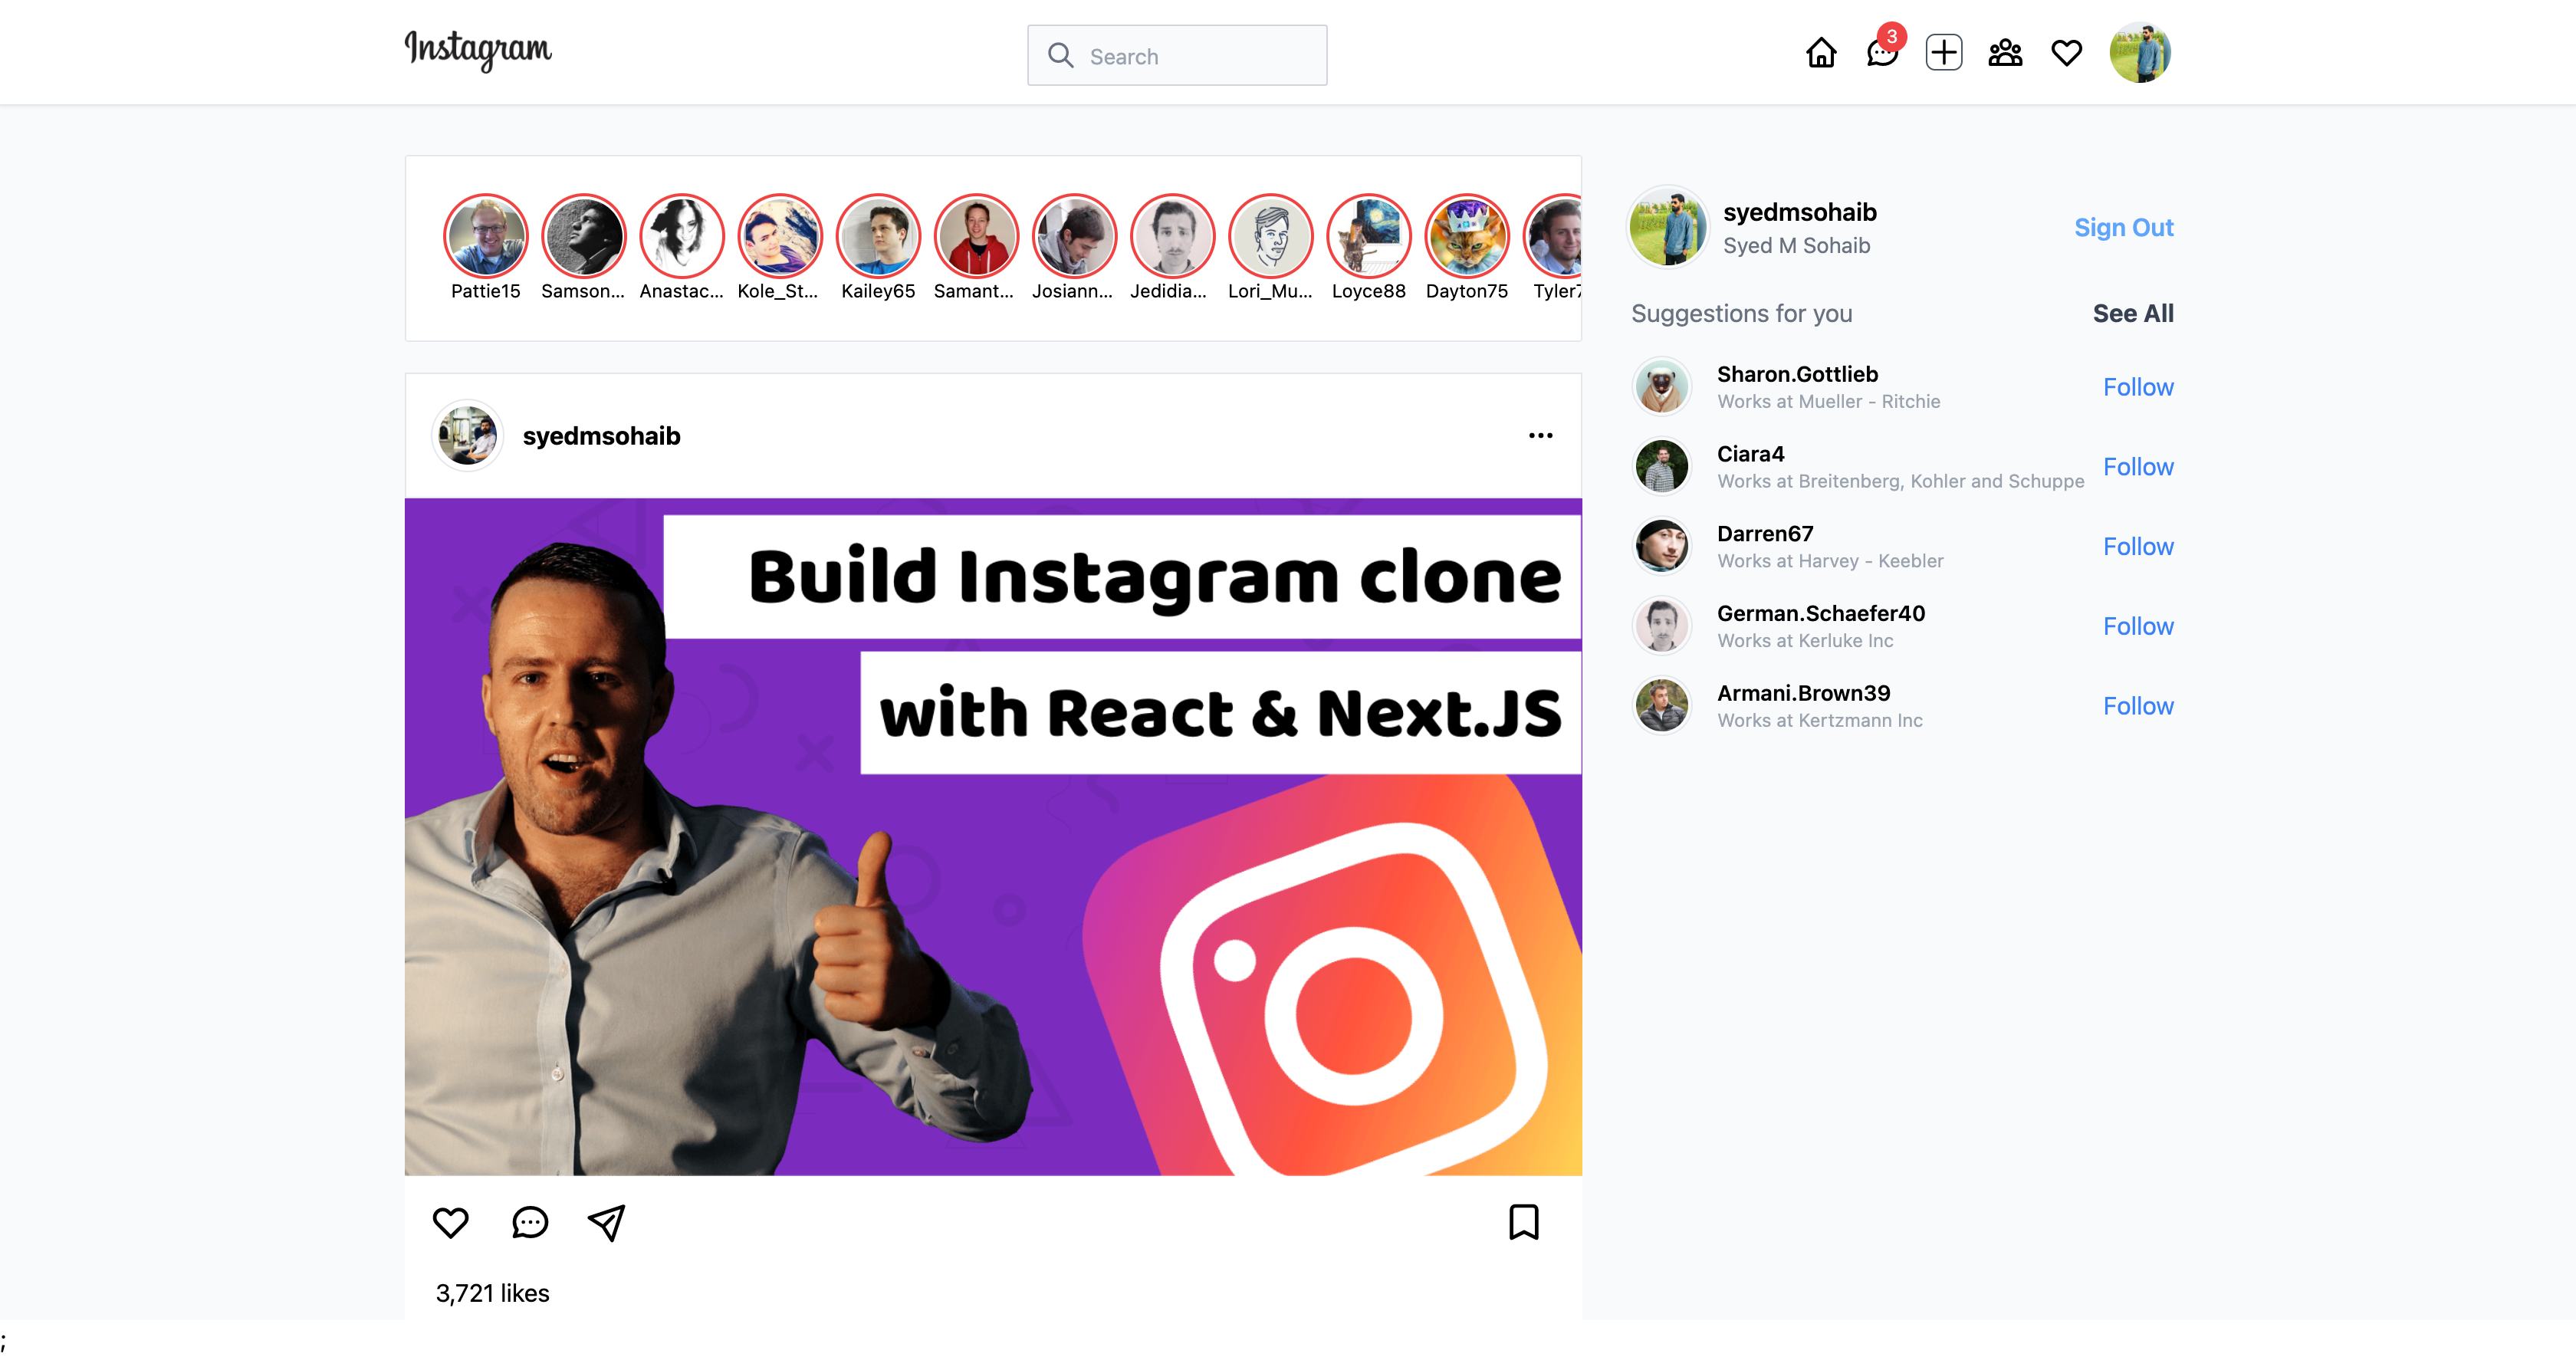 Instagram
Search
3
Pattie15 Samson... Anastac... Kole_St... Kailey65 Samant... Josiann... Jedidia... Lori_Mu... Loyce88 Dayton75 Tyler7
syedmsohaib
Syed M Sohaib
Sign Out
Suggestions for you See All
Sharon.Gottlieb
Works at Mueller - Ritchie
Follow
Ciara4
Works at Breitenberg, Kohler and Schuppe
Follow
Darren67
Works at Harvey - Keebler
Follow
German.Schaefer40
Works at Kerluke Inc
Follow
Armani.Brown39
Works at Kertzmann Inc
Follow
syedmsohaib
Build Instagram clone
with React & Next.JS
3,721 likes
;